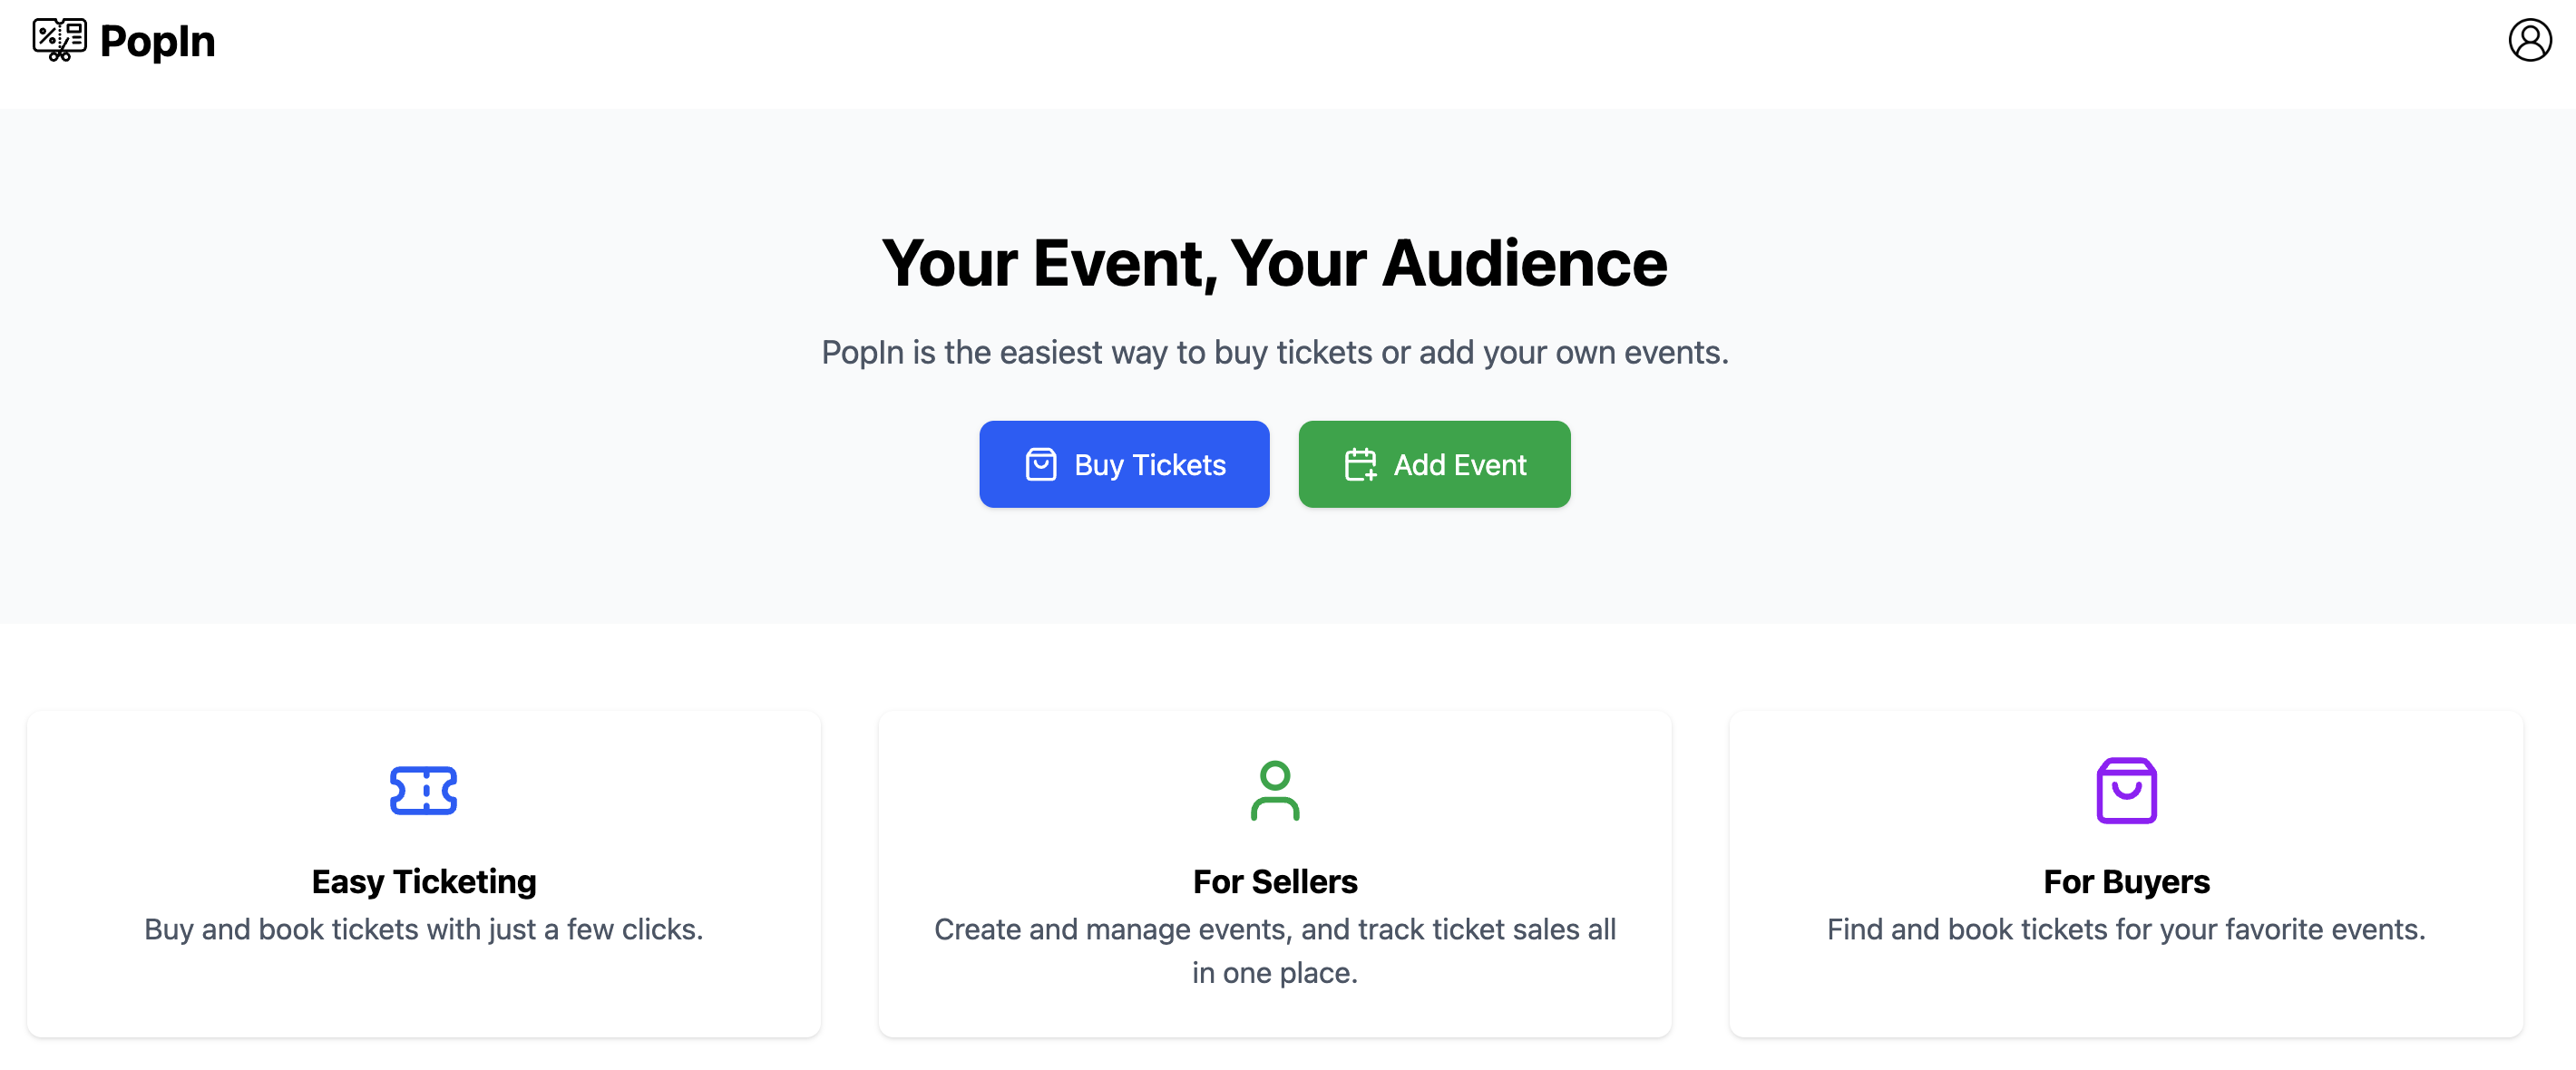 PopIn
Your Event, Your Audience
PopIn is the easiest way to buy tickets or add your own events.
Buy Tickets
Add Event
Easy Ticketing
Buy and book tickets with just a few clicks.
For Sellers
Create and manage events, and track ticket sales all
in one place.
For Buyers
Find and book tickets for your favorite events.